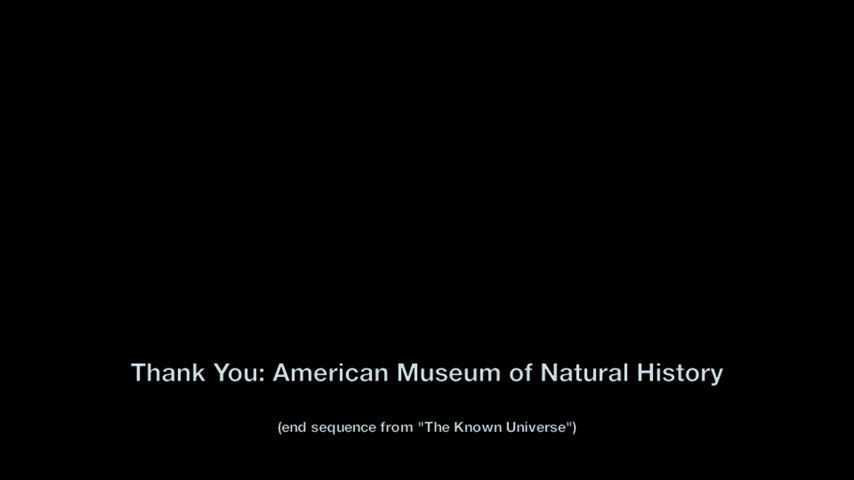 Thank You: American Museum of Natural History
(end sequence from "The Known Universe")